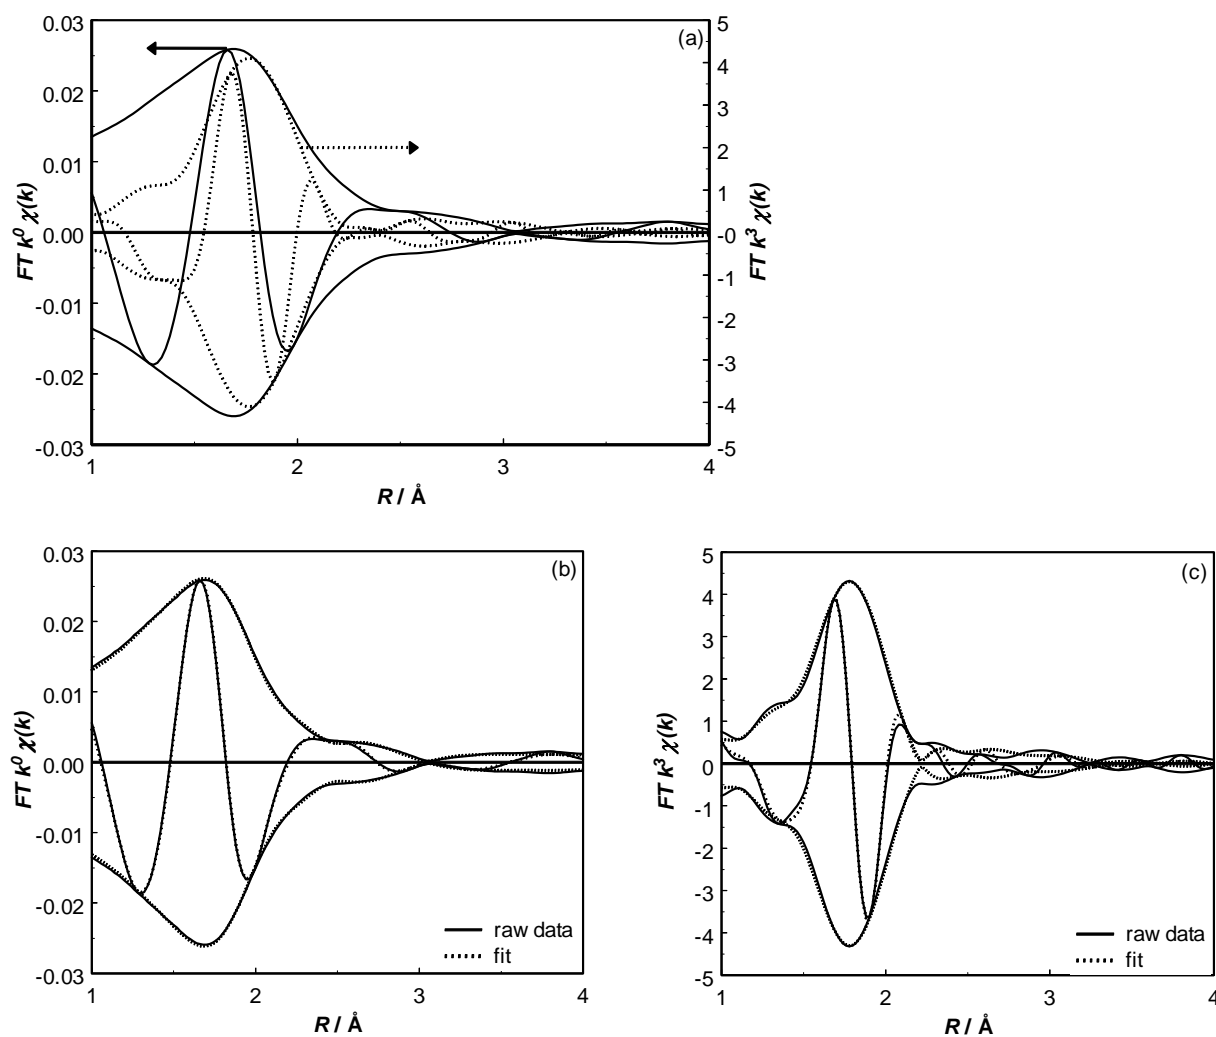 (a)
0.03
0.02
0.01
0.00
-0.01
-0.02
-0.03
FT k⁰ χ(k)
5
4
3
2
1
-0
-1
-2
-3
-4
-5
FT k³ χ(k)
1 2 3 4
R / Å
(b)
0.03
0.02
0.01
0.00
-0.01
-0.02
-0.03
FT k⁰ χ(k)
raw data
fit
1 2 3 4
R / Å
(c)
5
4
3
2
1
0
-1
-2
-3
-4
-5
FT k³ χ(k)
raw data
fit
1 2 3 4
R / Å